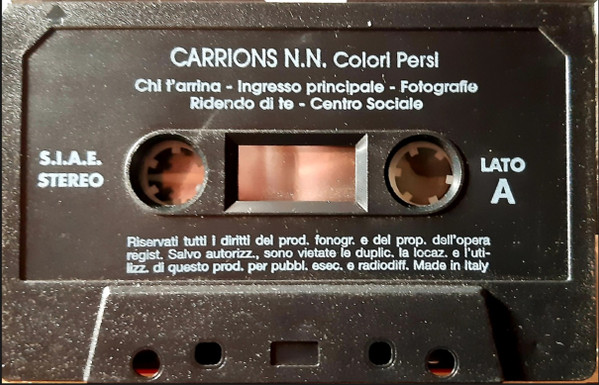 CARRIONS N.N. Colori Persi
Chi t'arrina - Ingresso principale - Fotografie
Ridendo di te - Centro Sociale
S.I.A.E.
STEREO
LATO
A
Riservati tutti i diritti del prod. fonogr. e del prop. dell'opera
regist. Salvo autorizz., sono vietate le duplic. la locaz. e l'uti-
lizz. di questo prod. per pubbl. esec. e radiodiff. Made in Italy